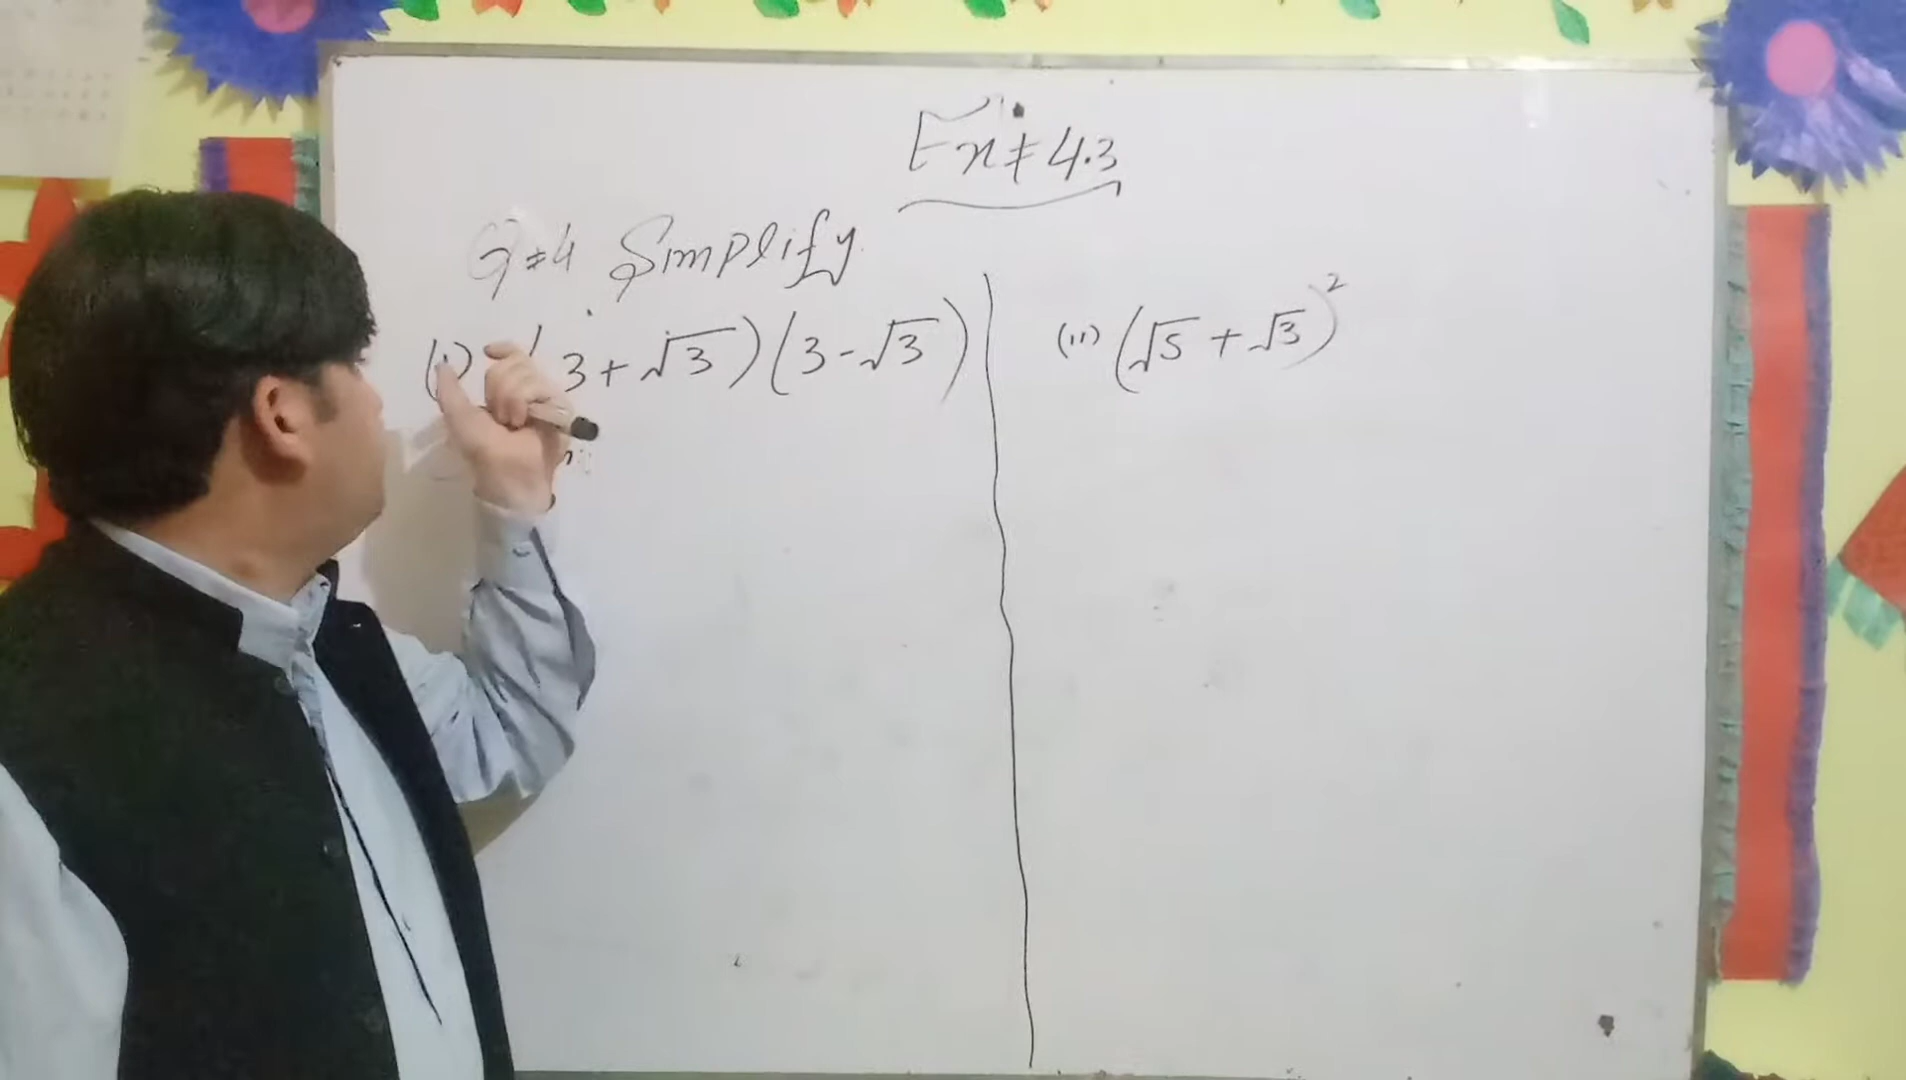 Ex # 4.3
Q # 4 Simplify
(i) (3 + √3)(3 - √3)
(ii) (√5 + √3)²